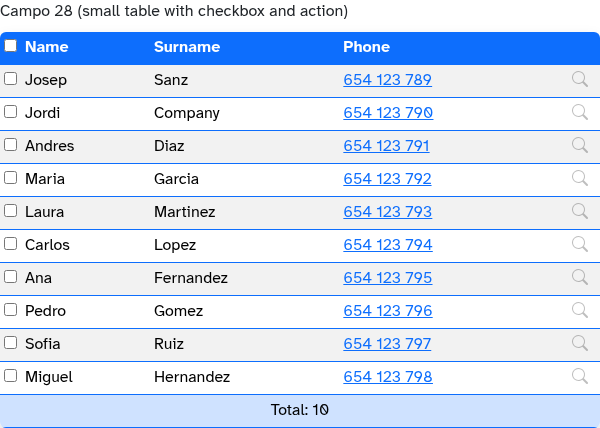 Campo 28 (small table with checkbox and action)
Name Surname Phone
Josep Sanz 654 123 789
Jordi Company 654 123 790
Andres Diaz 654 123 791
Maria Garcia 654 123 792
Laura Martinez 654 123 793
Carlos Lopez 654 123 794
Ana Fernandez 654 123 795
Pedro Gomez 654 123 796
Sofia Ruiz 654 123 797
Miguel Hernandez 654 123 798
Total: 10